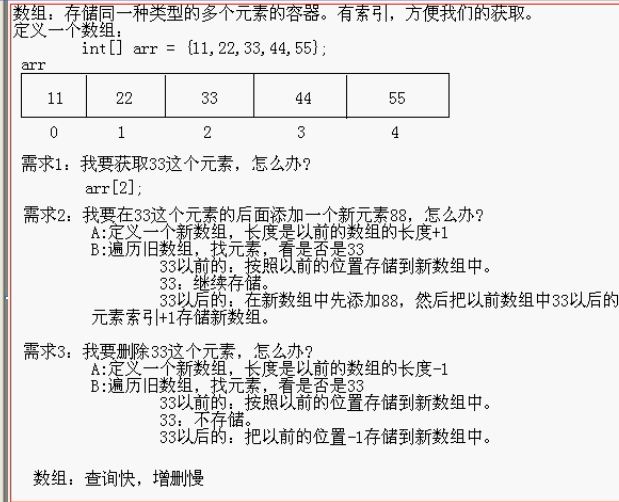 数组：存储同一种类型的多个元素的容器。有索引，方便我们的获取。
定义一个数组：
int[] arr = {11,22,33,44,55};
arr
11 22 33 44 55
0 1 2 3 4
需求1：我要获取33这个元素，怎么办?
arr[2];
需求2：我要在33这个元素的后面添加一个新元素88，怎么办?
A:定义一个新数组，长度是以前的数组的长度+1
B:遍历旧数组，找元素，看是否是33
33以前的：按照以前的位置存储到新数组中。
33：继续存储。
33以后的：在新数组中先添加88，然后把以前数组中33以后的
元素索引+1存储新数组。
需求3：我要删除33这个元素，怎么办?
A:定义一个新数组，长度是以前的数组的长度-1
B:遍历旧数组，找元素，看是否是33
33以前的：按照以前的位置存储到新数组中。
33：不存储。
33以后的：把以前的位置-1存储到新数组中。
数组：查询快，增删慢